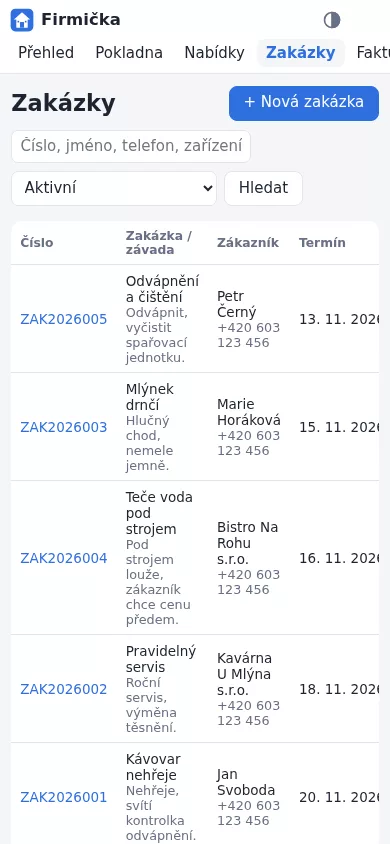 Firmička
Přehled Pokladna Nabídky Zakázky Faktu
Zakázky
+ Nová zakázka
Číslo, jméno, telefon, zařízení
Aktivní
Hledat
Číslo
Zakázka /
závada
Zákazník
Termín
ZAK2026005
Odvápnění
a čištění
Odvápnit,
vyčistit
spařovací
jednotku.
Petr
Černý
+420 603
123 456
13. 11. 2026
ZAK2026003
Mlýnek
drnčí
Hlučný
chod,
nemele
jemně.
Marie
Horáková
+420 603
123 456
15. 11. 2026
ZAK2026004
Teče voda
pod
strojem
Pod
strojem
louže,
zákazník
chce cenu
předem.
Bistro Na
Rohu
s.r.o.
+420 603
123 456
16. 11. 2026
ZAK2026002
Pravidelný
servis
Roční
servis,
výměna
těsnění.
Kavárna
U Mlýna
s.r.o.
+420 603
123 456
18. 11. 2026
ZAK2026001
Kávovar
nehřeje
Nehřeje,
svítí
kontrolka
odvápnění.
Jan
Svoboda
+420 603
123 456
20. 11. 2026